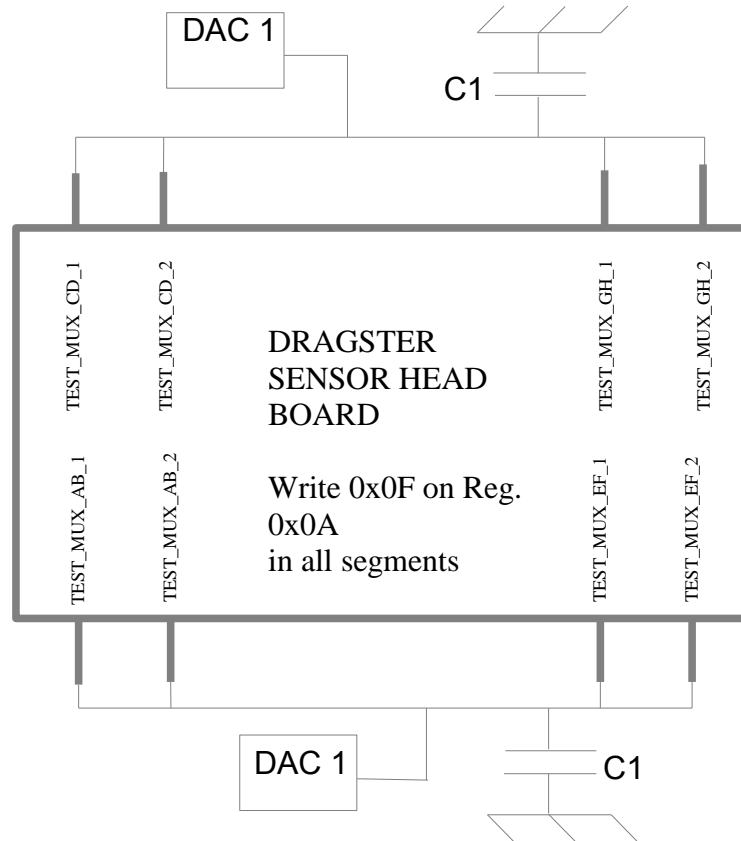 DAC 1
C1
TEST_MUX_CD_1
TEST_MUX_CD_2
TEST_MUX_GH_1
TEST_MUX_GH_2
DRAGSTER
SENSOR HEAD
BOARD
TEST_MUX_AB_1
TEST_MUX_AB_2
Write 0x0F on Reg.
0x0A
in all segments
TEST_MUX_EF_1
TEST_MUX_EF_2
DAC 1
C1